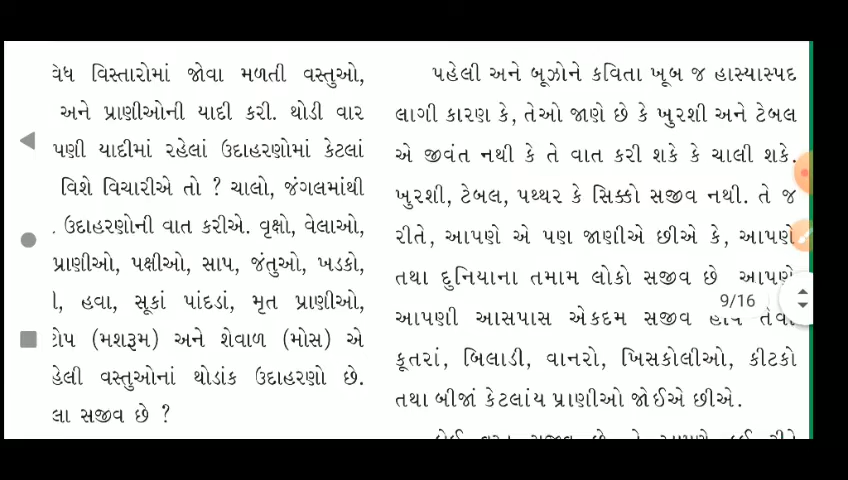 વિસ્તારોમાં જોવા મળતી વસ્તુઓ,
અને પ્રાણીઓની યાદી કરી. થોડી વાર
યાદીમાં રહેલાં ઉદાહરણોમાં કેટલાં
વિશે વિચારીએ તો ? ચાલો, જંગલમાંથી
. ઉદાહરણોની વાત કરીએ. વૃક્ષો, વેલાઓ,
પ્રાણીઓ, પક્ષીઓ, સાપ, જંતુઓ, ખડકો,
હવા, સૂકાં પાંદડાં, મૃત પ્રાણીઓ,
(મશરૂમ) અને શેવાળ (મોસ) એ
વસ્તુઓનાં થોડાંક ઉદાહરણો છે.
સજીવ છે ?
પહેલી અને બૂઝોને કવિતા ખૂબ જ હાસ્યાસ્પદ
લાગી કારણ કે, તેઓ જાણે છે કે ખુરશી અને ટેબલ
એ જીવંત નથી કે તે વાત કરી શકે કે ચાલી શકે.
ખુરશી, ટેબલ, પથ્થર કે સિક્કો સજીવ નથી. તે જ
રીતે, આપણે એ પણ જાણીએ છીએ કે, આપણે
તથા દુનિયાના તમામ લોકો સજીવ છે આપણે
9/16
આપણી આસપાસ એકદમ સજીવ હોય તેવાં
કૂતરાં, બિલાડી, વાનરો, ખિસકોલીઓ, કીટકો
તથા બીજાં કેટલાંય પ્રાણીઓ જોઈએ છીએ.